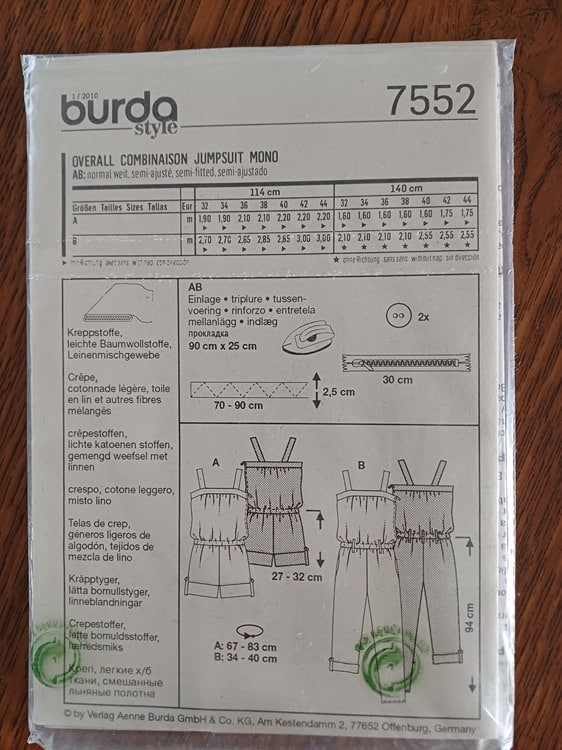 1/2010
burda
style
7552
OVERALL COMBINAISON JUMPSUIT MONO
AB: normal weit, semi-ajusté, semi-fitted, semi-ajustado
114 cm 140 cm
Größen Tailles Sizes Tallas Eur 32 34 36 38 40 42 44 32 34 36 38 40 42 44
A m 1,90 1,90 2,10 2,10 2,20 2,20 2,20 1,60 1,60 1,60 1,60 1,60 1,75 1,75
B m 2,70 2,70 2,85 2,85 2,85 3,00 3,00 2,10 2,10 2,10 2,10 2,55 2,55 2,55
▶ mit Richtung avec sens with nap con dirección ★ ohne Richtung sans sens without nap sin dirección
Kreppstoffe,
leichte Baumwollstoffe,
Leinenmischgewebe
Crêpe,
cotonnade légère, toile
en lin et autres fibres
mélangés
crêpestoffen,
lichte katoenen stoffen,
gemengd weefsel met
linnen
crespo, cotone leggero,
misto lino
Telas de crep,
géneros ligeros de
algodón, tejidos de
mezcla de lino
Kräpptyger,
lätta bomullstyger,
linneblandningar
Crepestoffer,
lette bomuldsstoffer,
hørredsmiks
Креп, легкие х/б
ткани, смешанные
льняные полотна
AB
Einlage • triplure • tussen-
voering • rinforzo • entretela
mellanlägg • indlæg
прокладка
90 cm x 25 cm
2x
30 cm
2,5 cm
70 - 90 cm
A
B
27 - 32 cm
94 cm
A: 67 - 83 cm
B: 34 - 40 cm
© by Verlag Aenne Burda GmbH & Co. KG, Am Kestendamm 2, 77652 Offenburg, Germany